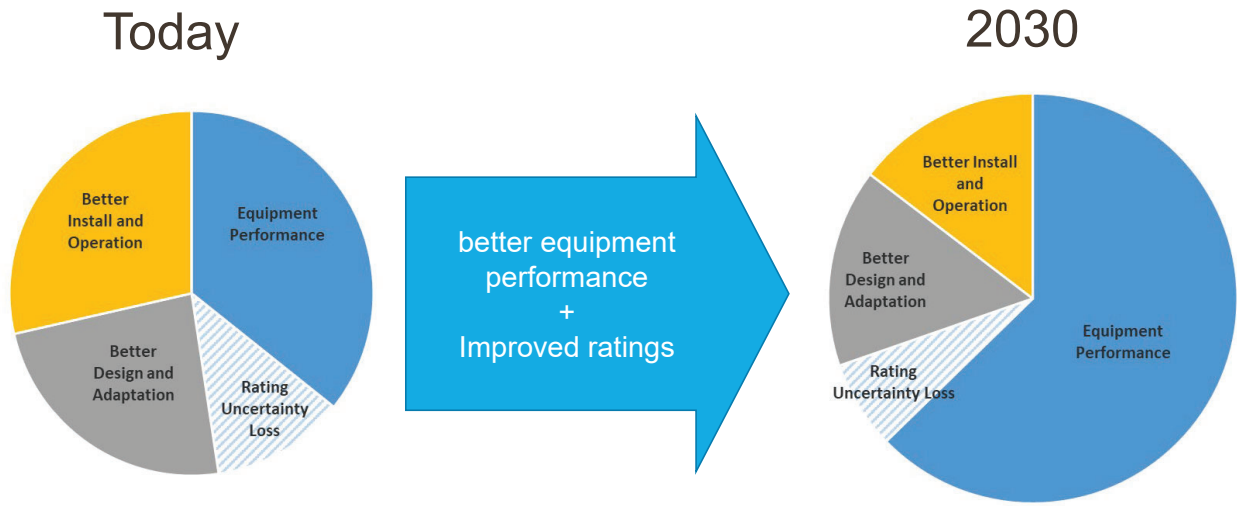 Today
2030
Better
Install and
Operation
Equipment
Performance
Better
Design and
Adaptation
Rating
Uncertainty
Loss
better equipment
performance
+
Improved ratings
Better Install
and
Operation
Better
Design and
Adaptation
Rating
Uncertainty Loss
Equipment
Performance